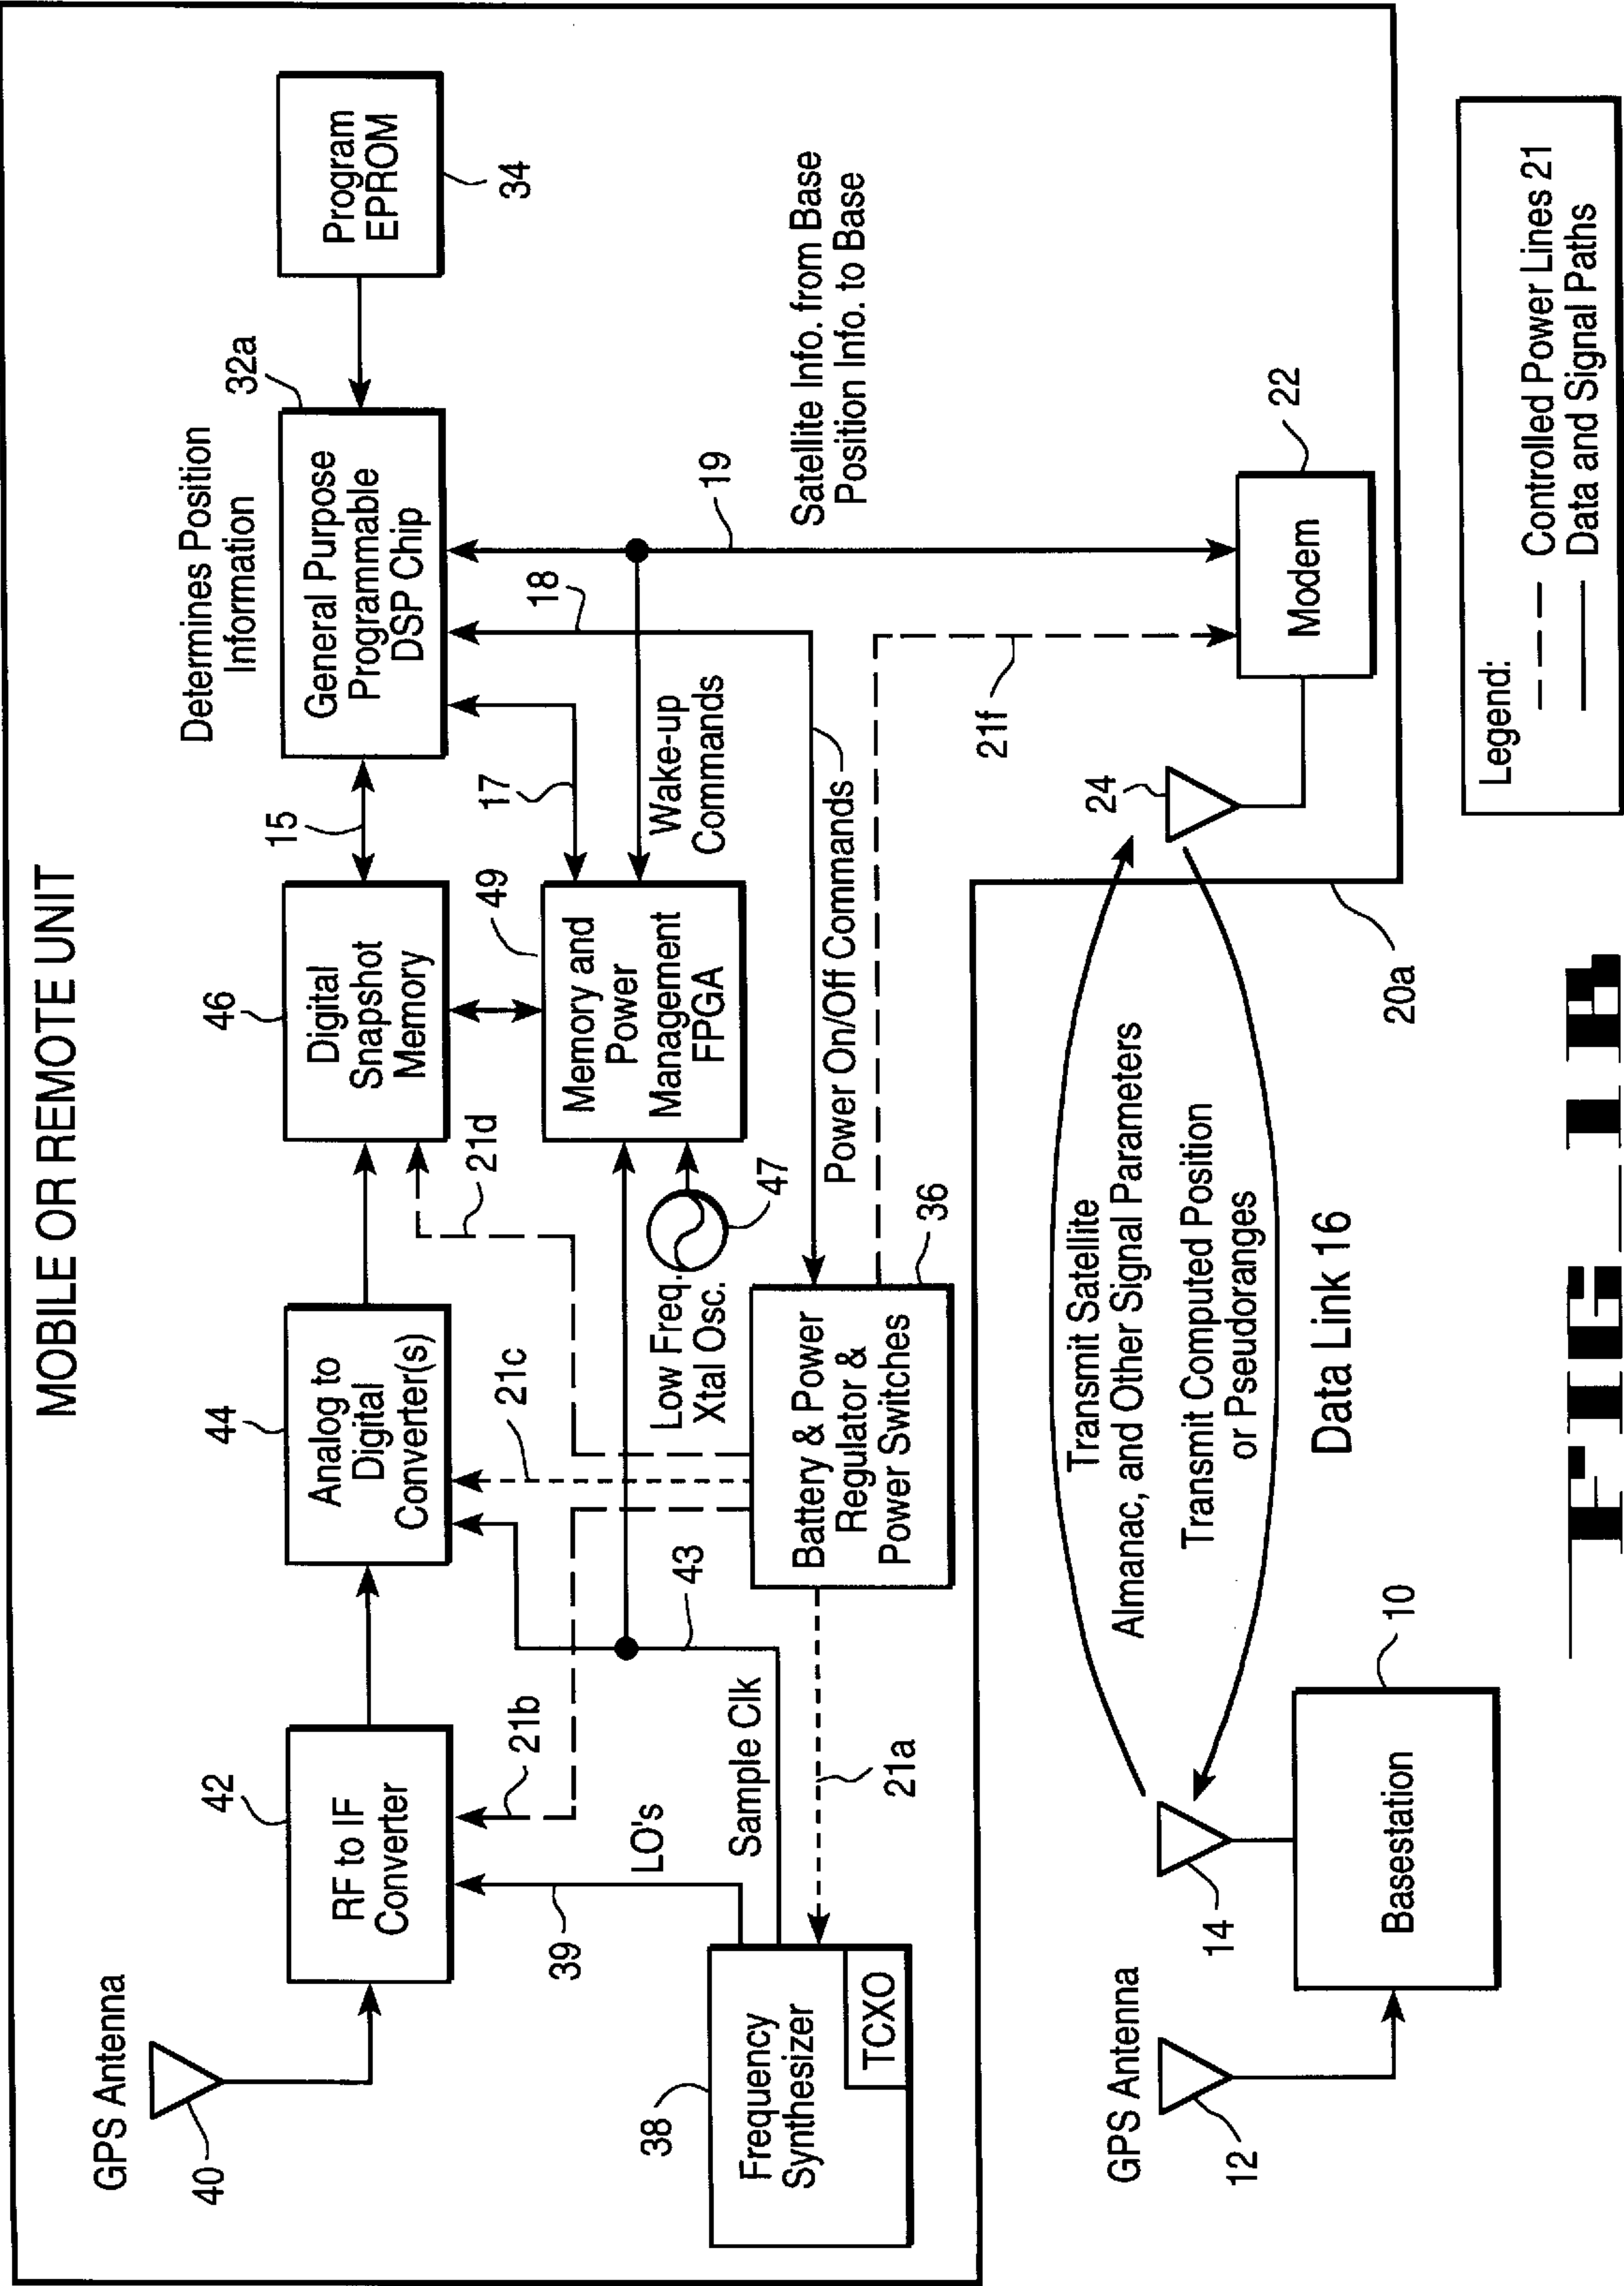 MOBILE OR REMOTE UNIT
GPS Antenna
40
42
RF to IF
Converter
44
Analog to
Digital
Converter(s)
46
Digital
Snapshot
Memory
15
Determines Position
Information
32a
General Purpose
Programmable
DSP Chip
Program
EPROM
34
39
LO's
21b
Sample Clk
43
21c
21d
Low Freq.
Xtal Osc.
47
49
Memory and
Power
Management
FPGA
17
Wake-up
Commands
18
19
Satellite Info. from Base
Position Info. to Base
38
Frequency
Synthesizer
TCXO
21a
Battery & Power
Regulator &
Power Switches
36
Power On/Off Commands
21f
Modem
22
24
20a
GPS Antenna
12
14
Basestation
10
Transmit Satellite
Almanac, and Other Signal Parameters
Transmit Computed Position
or Pseudoranges
Data Link 16
Legend:
Controlled Power Lines 21
Data and Signal Paths